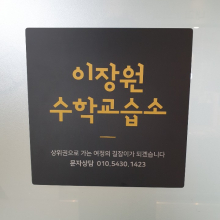 이장원
수학교습소
상위권으로 가는 여정의 길잡이가 되겠습니다
문자상담 010.5430.1423